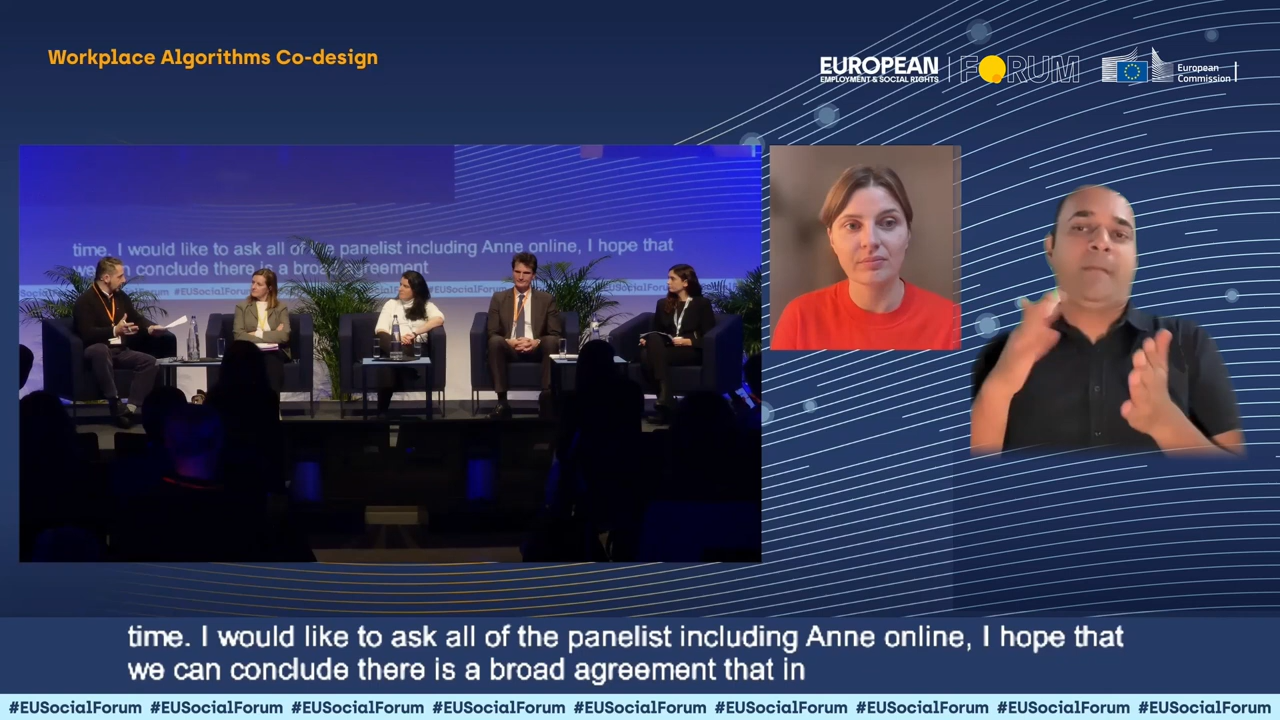 Workplace Algorithms Co-design
EUROPEAN
EMPLOYMENT & SOCIAL RIGHTS
FORUM
European
Commission
time. I would like to ask all of the panelist including Anne online, I hope that
we can conclude there is a broad agreement
#EUSocialForum
time. I would like to ask all of the panelist including Anne online, I hope that
we can conclude there is a broad agreement that in
#EUSocialForum #EUSocialForum #EUSocialForum #EUSocialForum #EUSocialForum #EUSocialForum #EUSocialForum #EUSocialForum #EUSocialForum